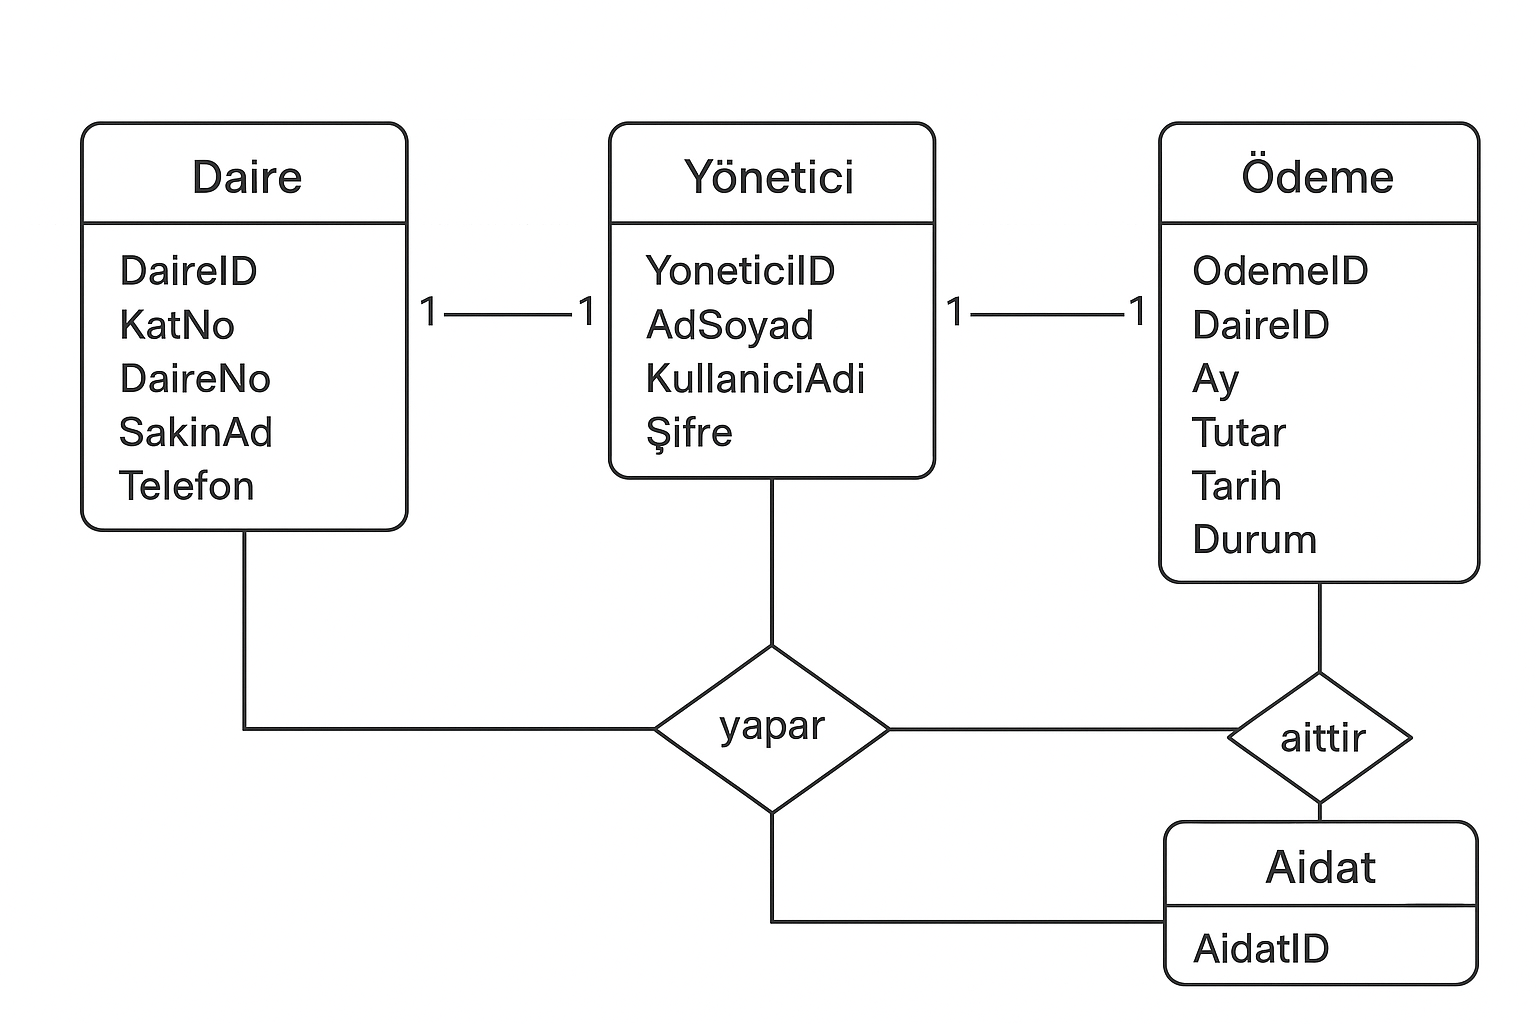 Daire
DaireID
KatNo
DaireNo
SakinAd
Telefon
1
1
Yönetici
YoneticiID
AdSoyad
KullaniciAdi
Şifre
1
1
Ödeme
OdemeID
DaireID
Ay
Tutar
Tarih
Durum
yapar
aittir
Aidat
AidatID